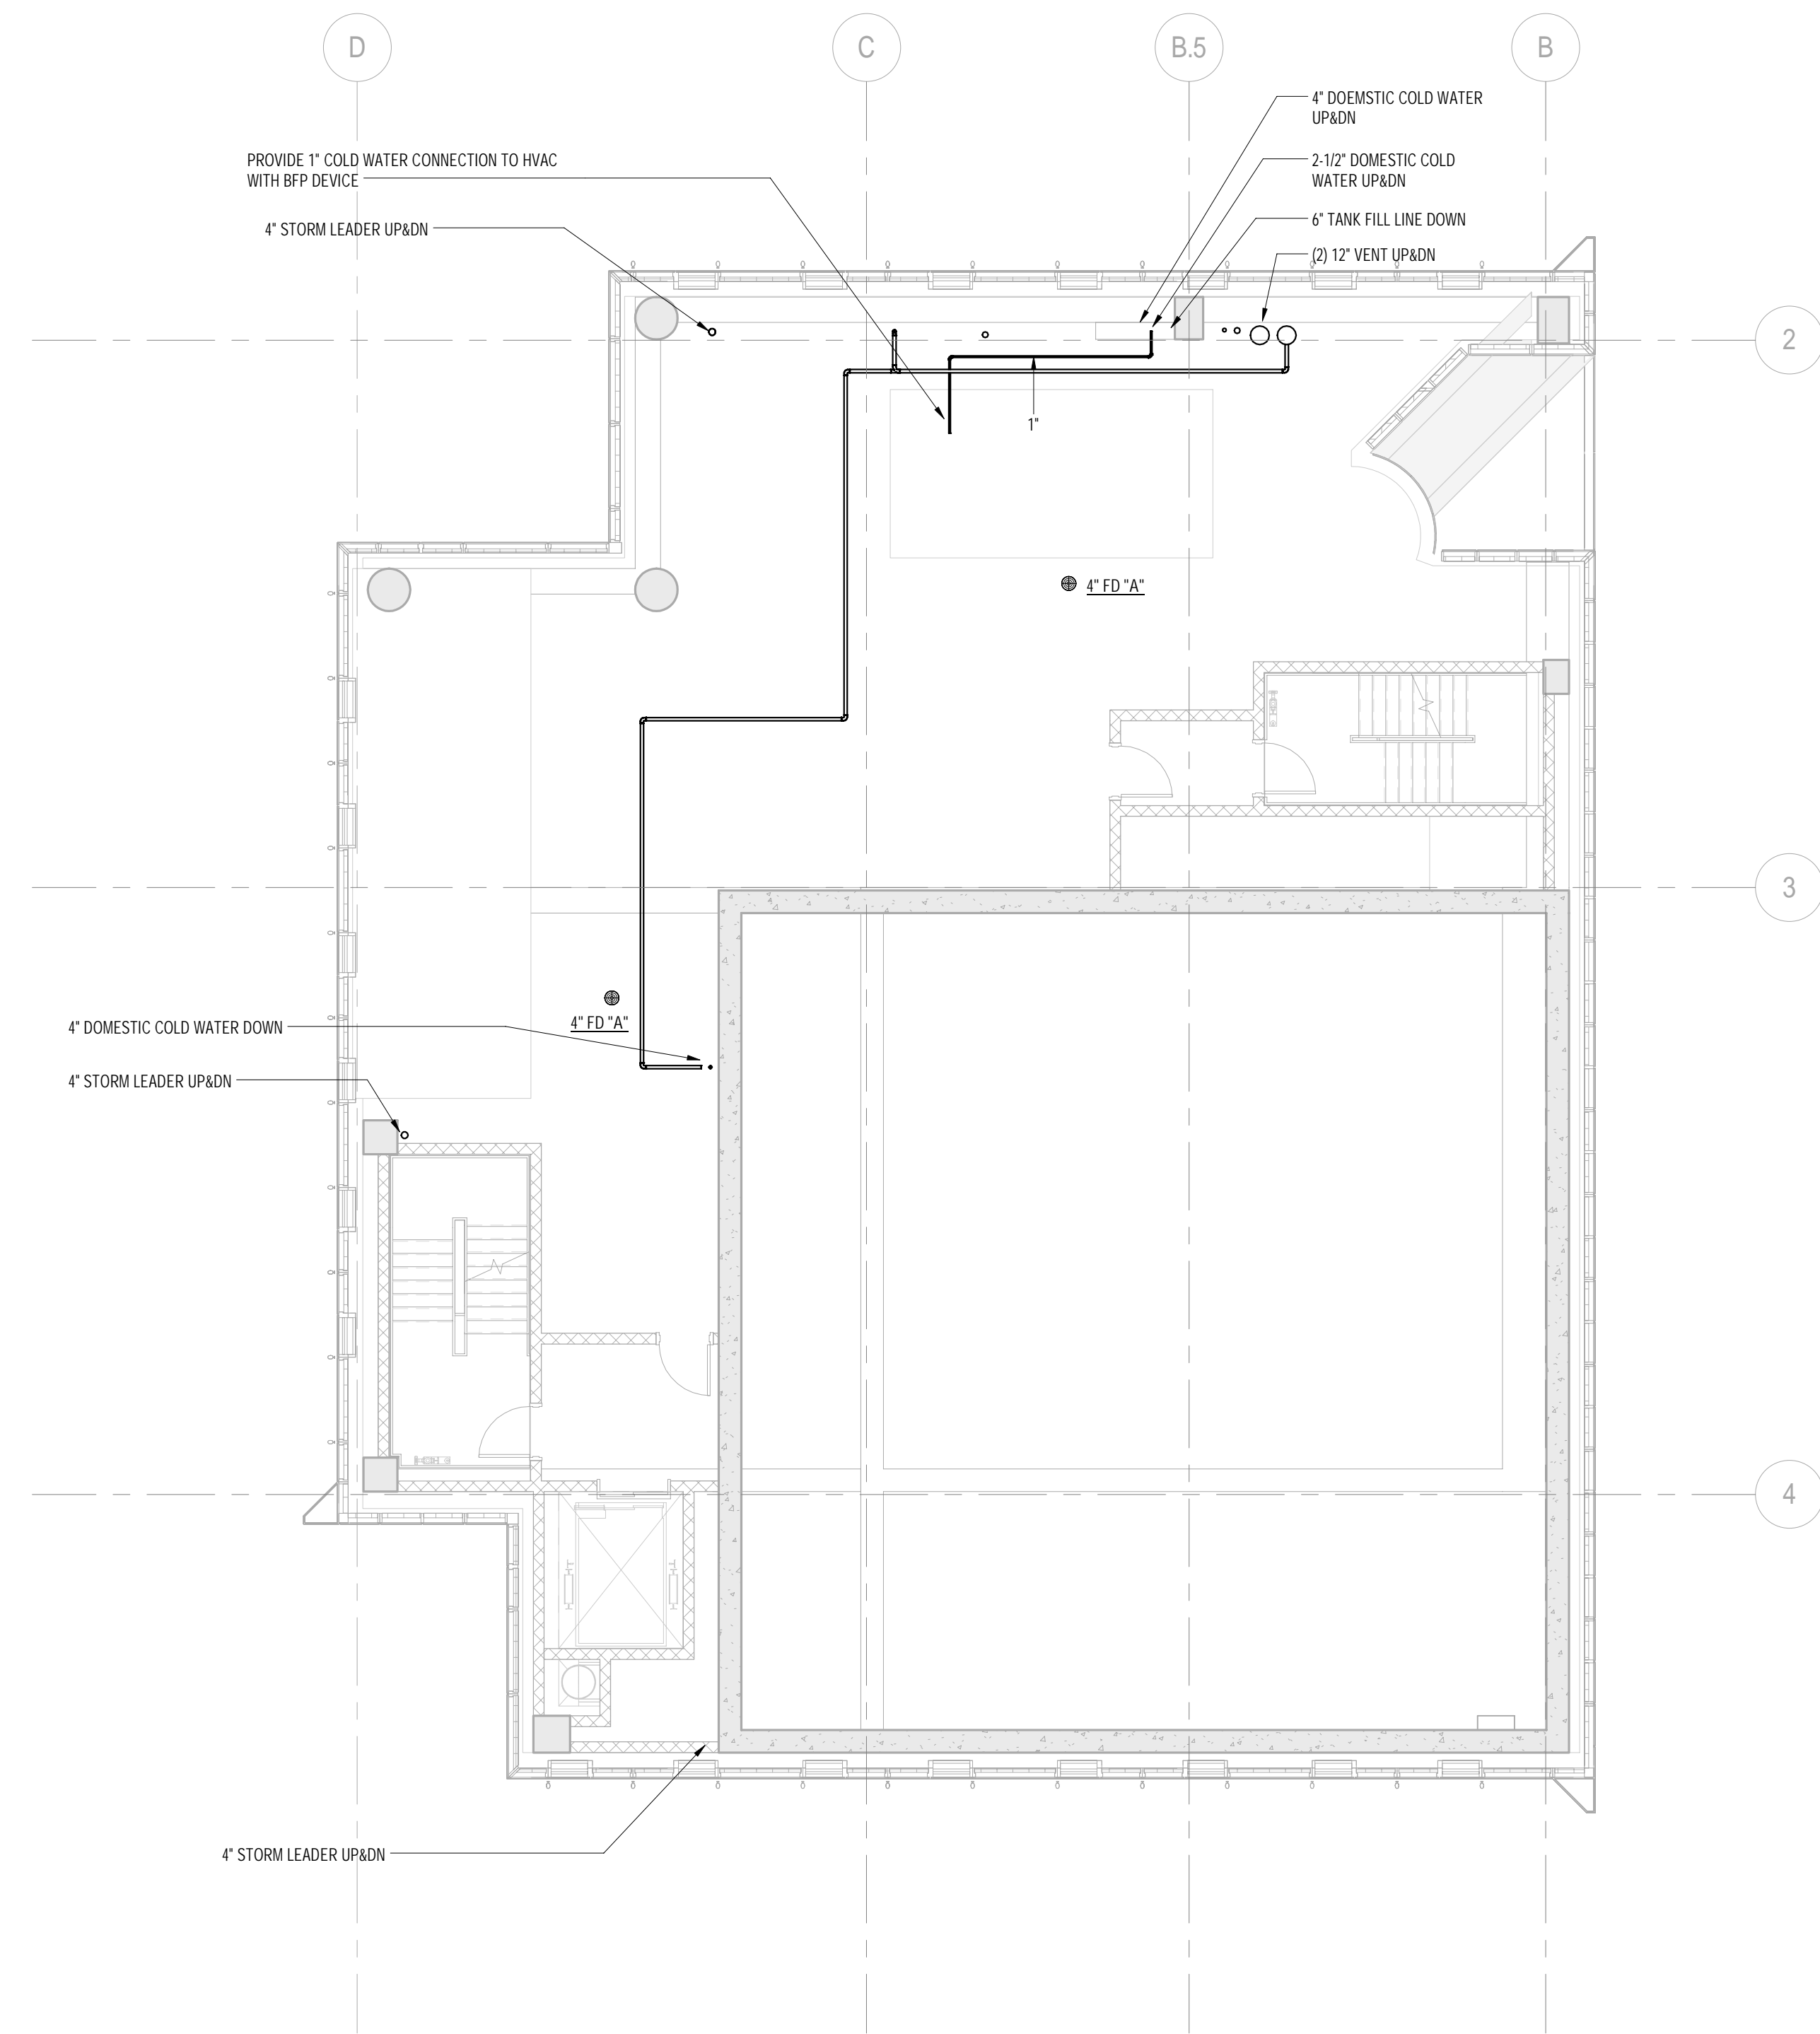 D
C
B.5
B
4" DOEMSTIC COLD WATER
UP&DN
PROVIDE 1" COLD WATER CONNECTION TO HVAC
WITH BFP DEVICE
2-1/2" DOMESTIC COLD
WATER UP&DN
4" STORM LEADER UP&DN
6" TANK FILL LINE DOWN
(2) 12" VENT UP&DN
2
1"
4" FD "A"
3
4" FD "A"
4" DOMESTIC COLD WATER DOWN
4" STORM LEADER UP&DN
4
4" STORM LEADER UP&DN